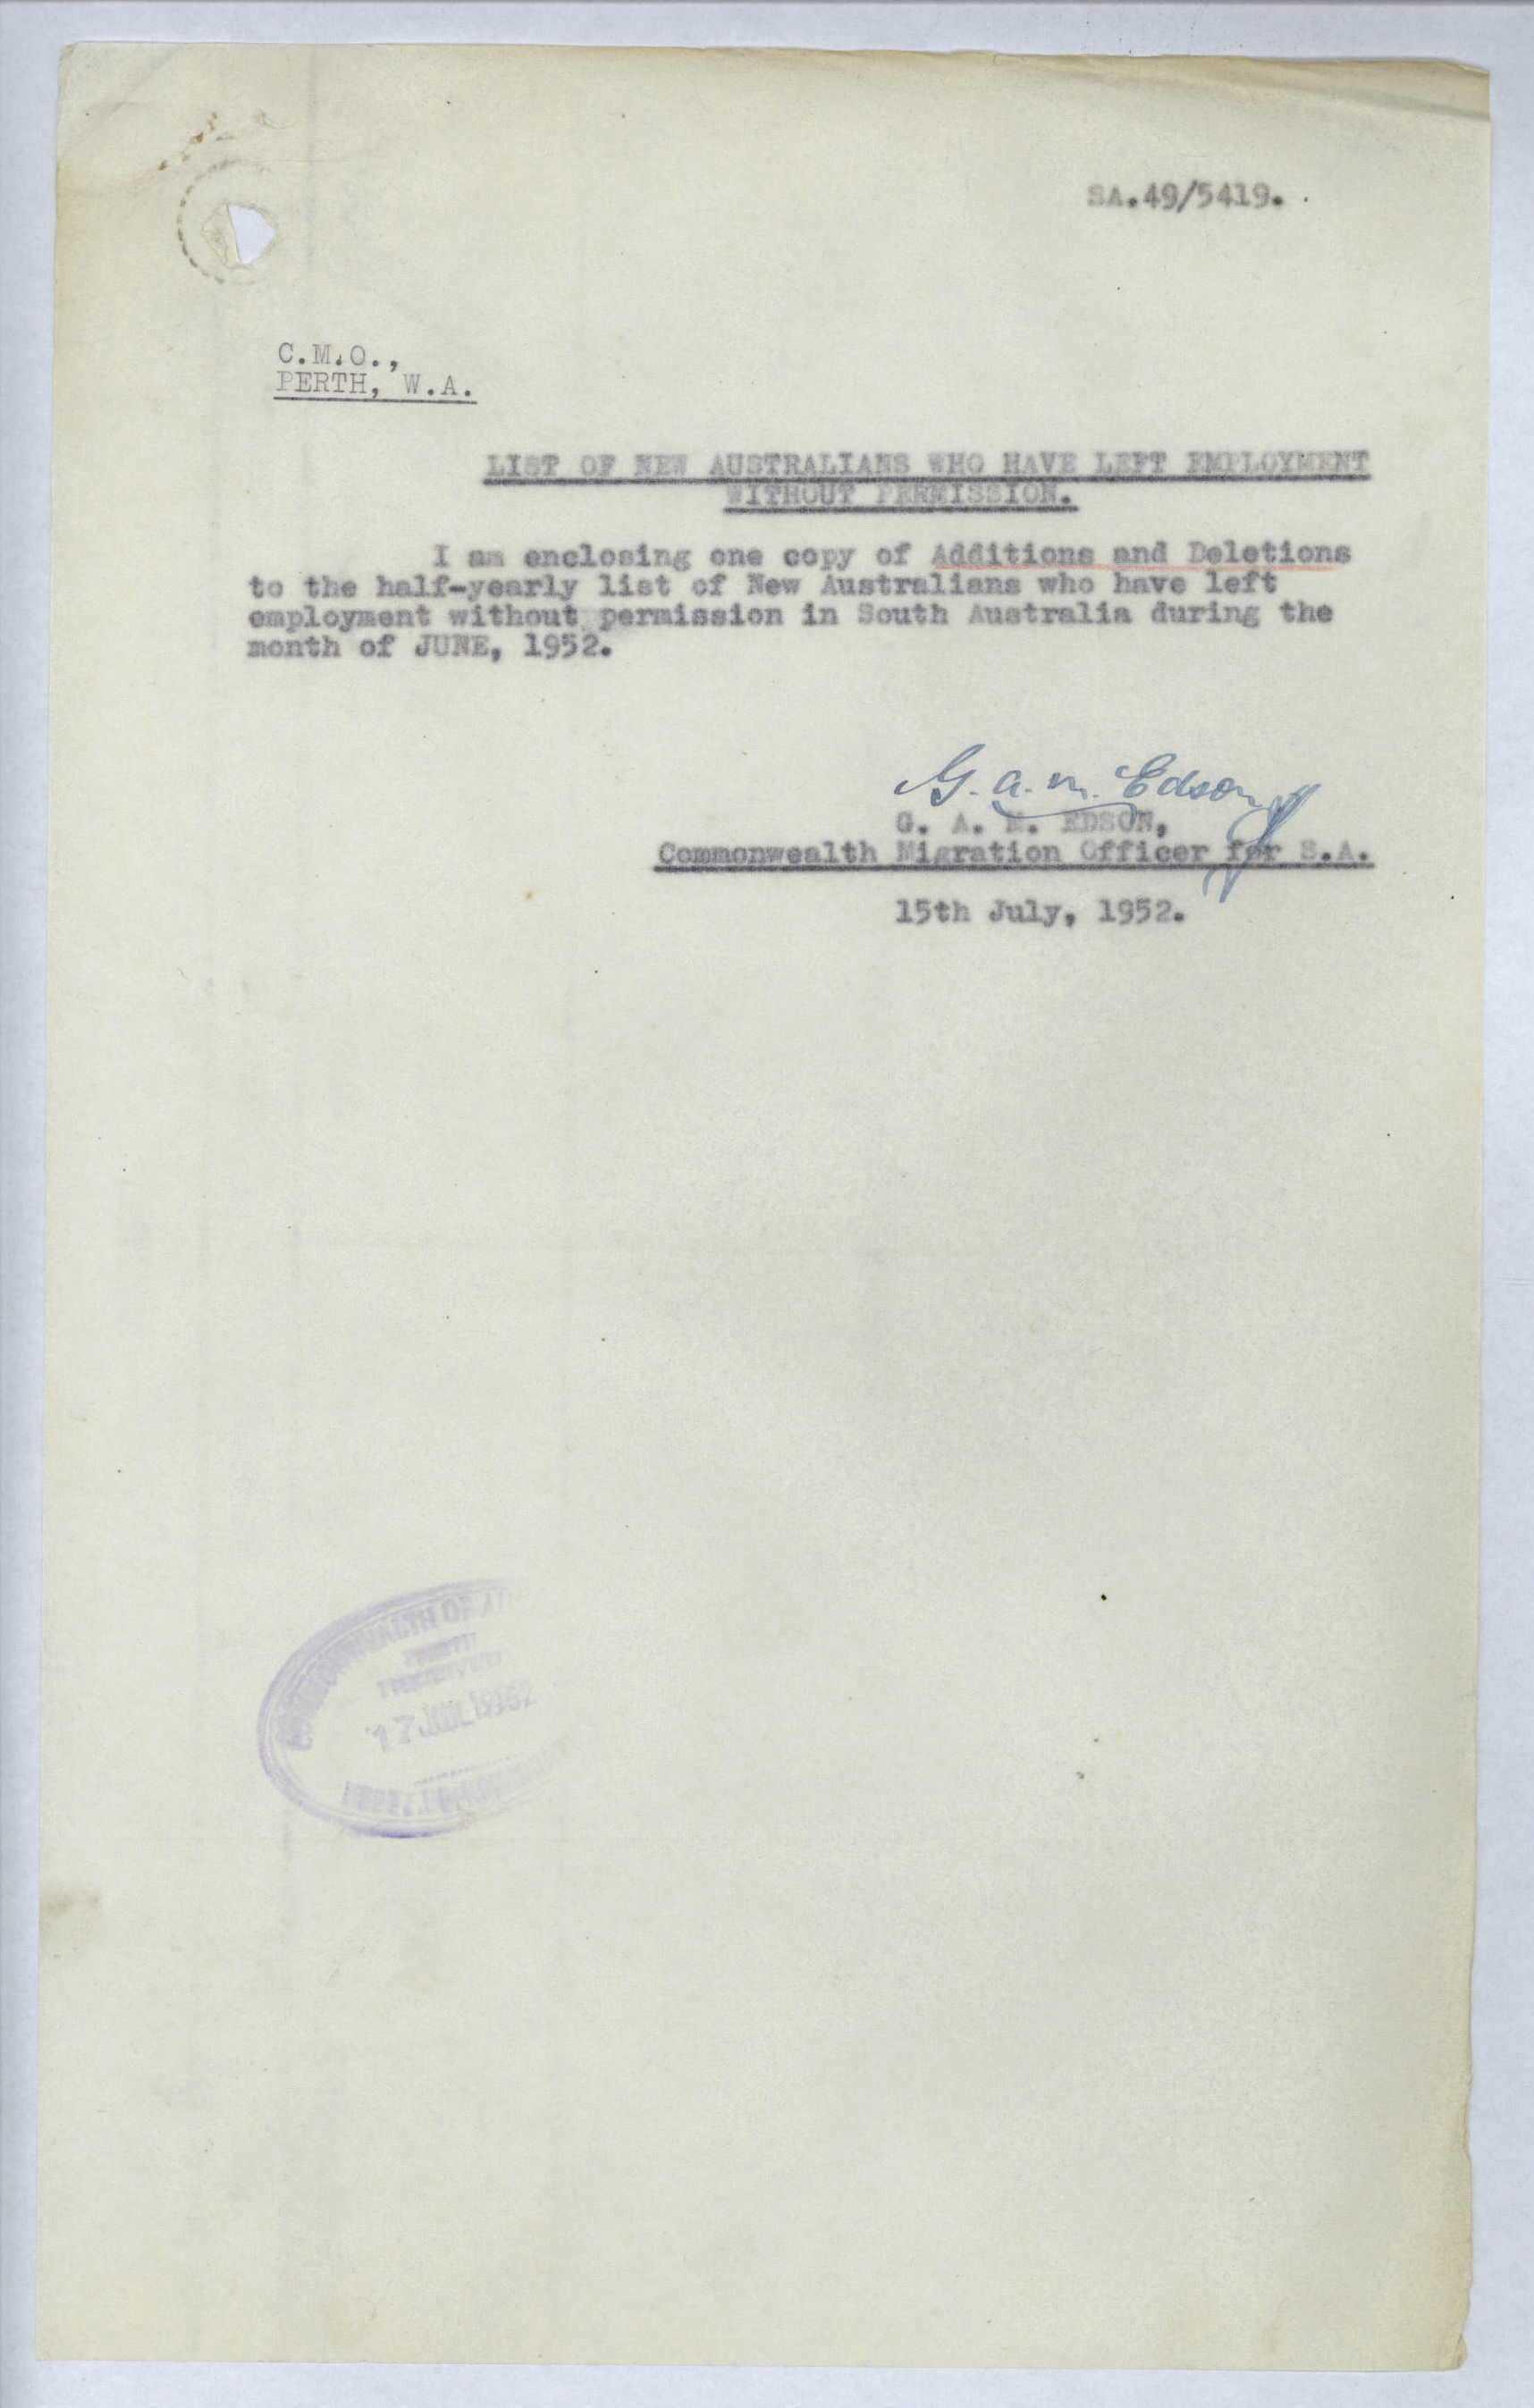 SA.49/5419.
C.M.O.,
PERTH, W.A.
LIST OF NEW AUSTRALIANS WHO HAVE LEFT EMPLOYMENT
WITHOUT PERMISSION.
I am enclosing one copy of Additions and Deletions
to the half-yearly list of New Australians who have left
employment without permission in South Australia during the
month of JUNE, 1952.
G. A. M. Edson
G. A. M. EDSON,
Commonwealth Migration Officer for S.A.
15th July, 1952.
COMMONWEALTH OF
17 JUL 1952